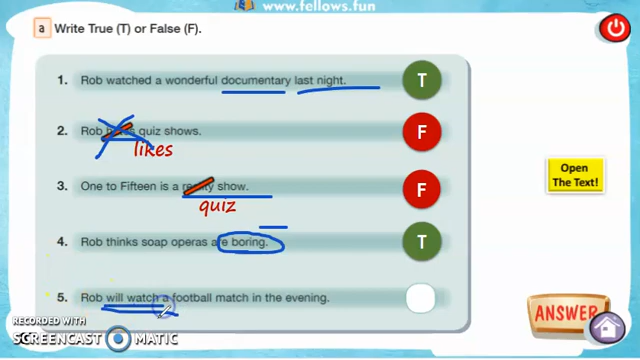 www.fellows.fun
a Write True (T) or False (F).
1. Rob watched a wonderful documentary last night. T
2. Rob hates quiz shows. F
likes
3. One to Fifteen is a reality show. F
quiz
Open
The Text!
4. Rob thinks soap operas are boring. T
5. Rob will watch a football match in the evening.
ANSWER
RECORDED WITH
SCREENCAST MATIC